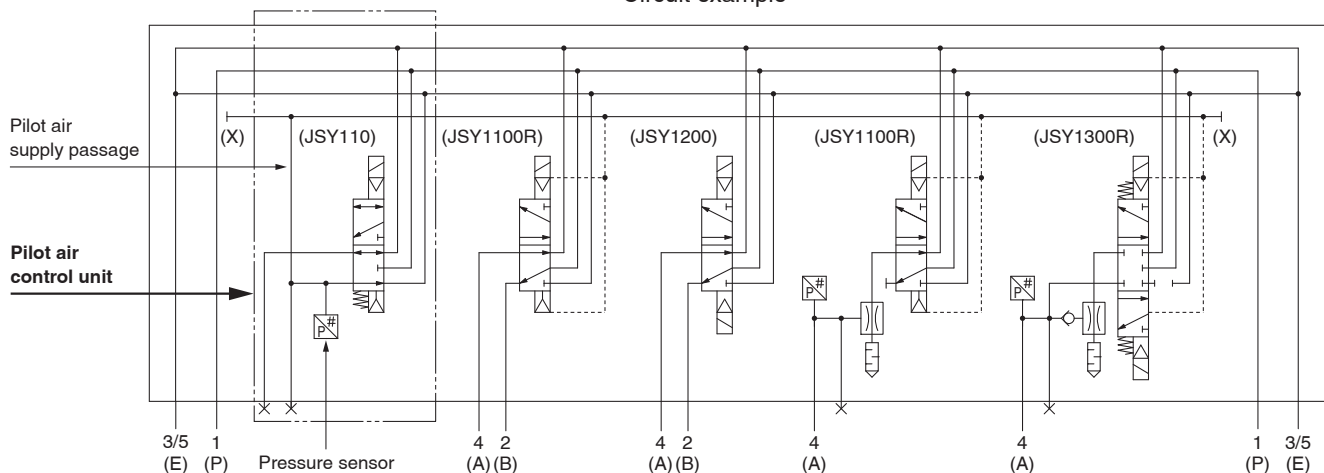 Circuit example
Pilot air
supply passage
(X) (JSY110) (JSY1100R) (JSY1200) (JSY1100R) (JSY1300R) (X)
Pilot air
control unit
P#
P#
P#
3/5 1 4 2 4 2 4 4 1 3/5
(E) (P) Pressure sensor (A) (B) (A) (B) (A) (A) (P) (E)